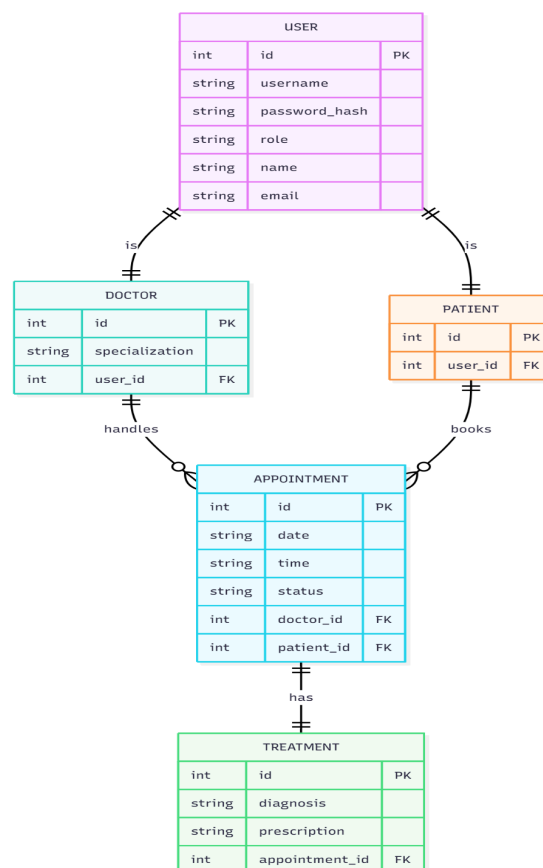 USER
int id PK
string username
string password_hash
string role
string name
string email
is is
DOCTOR
int id PK
string specialization
int user_id FK
PATIENT
int id PK
int user_id FK
handles books
APPOINTMENT
int id PK
string date
string time
string status
int doctor_id FK
int patient_id FK
has
TREATMENT
int id PK
string diagnosis
string prescription
int appointment_id FK